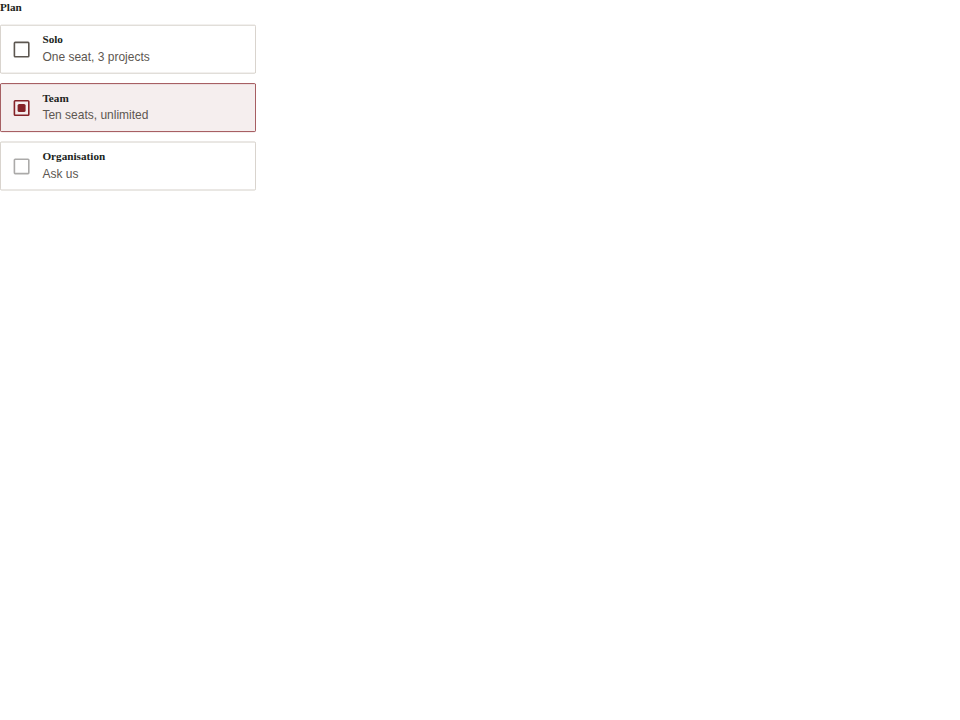 Plan
Solo
One seat, 3 projects
Team
Ten seats, unlimited
Organisation
Ask us